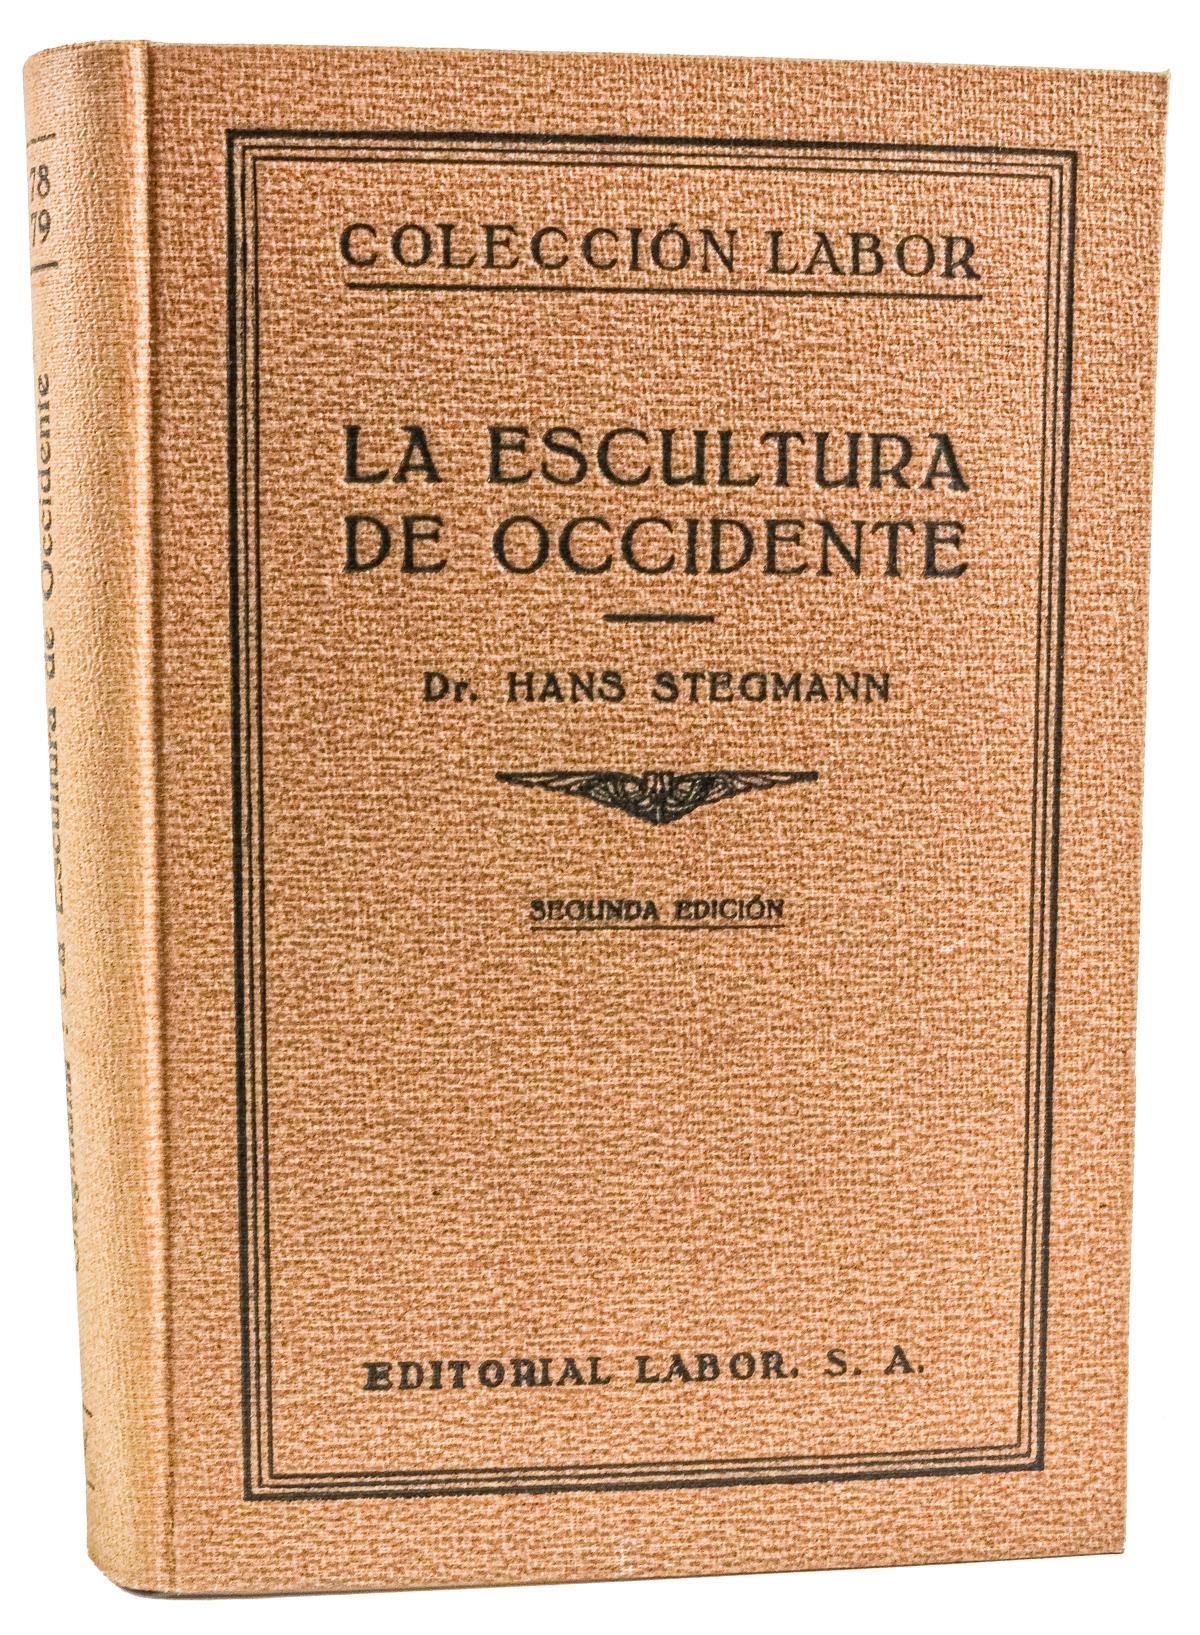 COLECCIÓN LABOR
LA ESCULTURA
DE OCCIDENTE
Dr. HANS STEGMANN
SEGUNDA EDICIÓN
EDITORIAL LABOR, S. A.
78
79
La Escultura de Occidente